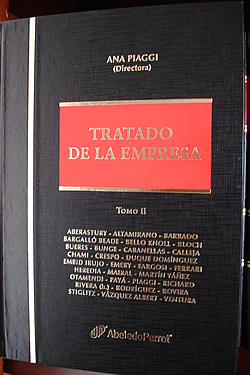 ANA PIAGGI
(Directora)
TRATADO
DE LA EMPRESA
TOMO II
ABERASTURY - ALTAMIRANO - BARBADO
BARGALLÓ BEADE - BELLO KNOLL - BLOCH
BUERES - BUNGE - CABANELLAS - CALLEJA
CHAMI - CRESPO - DUQUE DOMÍNGUEZ
EMBID IRUJO - EMERY - FARGOSI - FERRARI
HEREDIA - MAIRAL - MARTÍN YÁÑEZ
OTAMENDI - PAYÁ - PIAGGI - RICHARD
RIVERA (h.) - RODRÍGUEZ - ROVIRA
STIGLITZ - VÁZQUEZ ALBERT - VENTURA
AbeledoPerrot